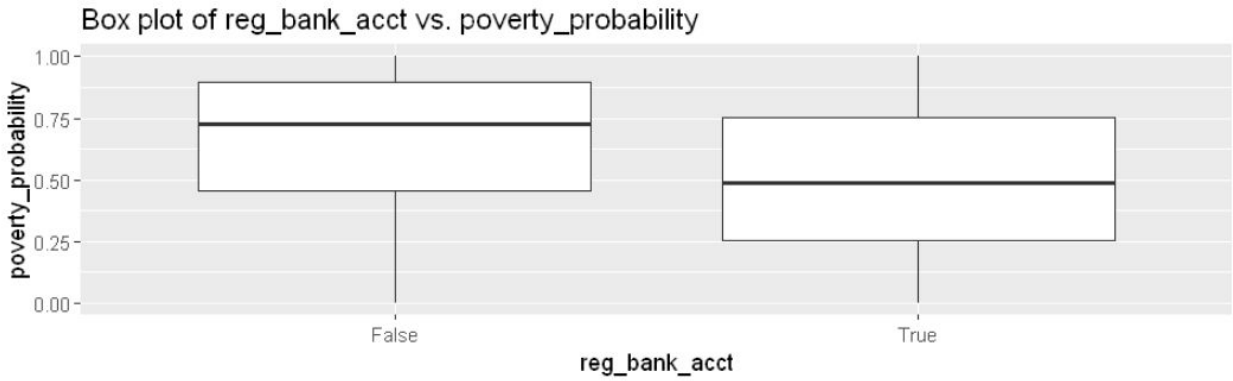 Box plot of reg_bank_acct vs. poverty_probability
poverty_probability
1.00
0.75
0.50
0.25
0.00
False True
reg_bank_acct